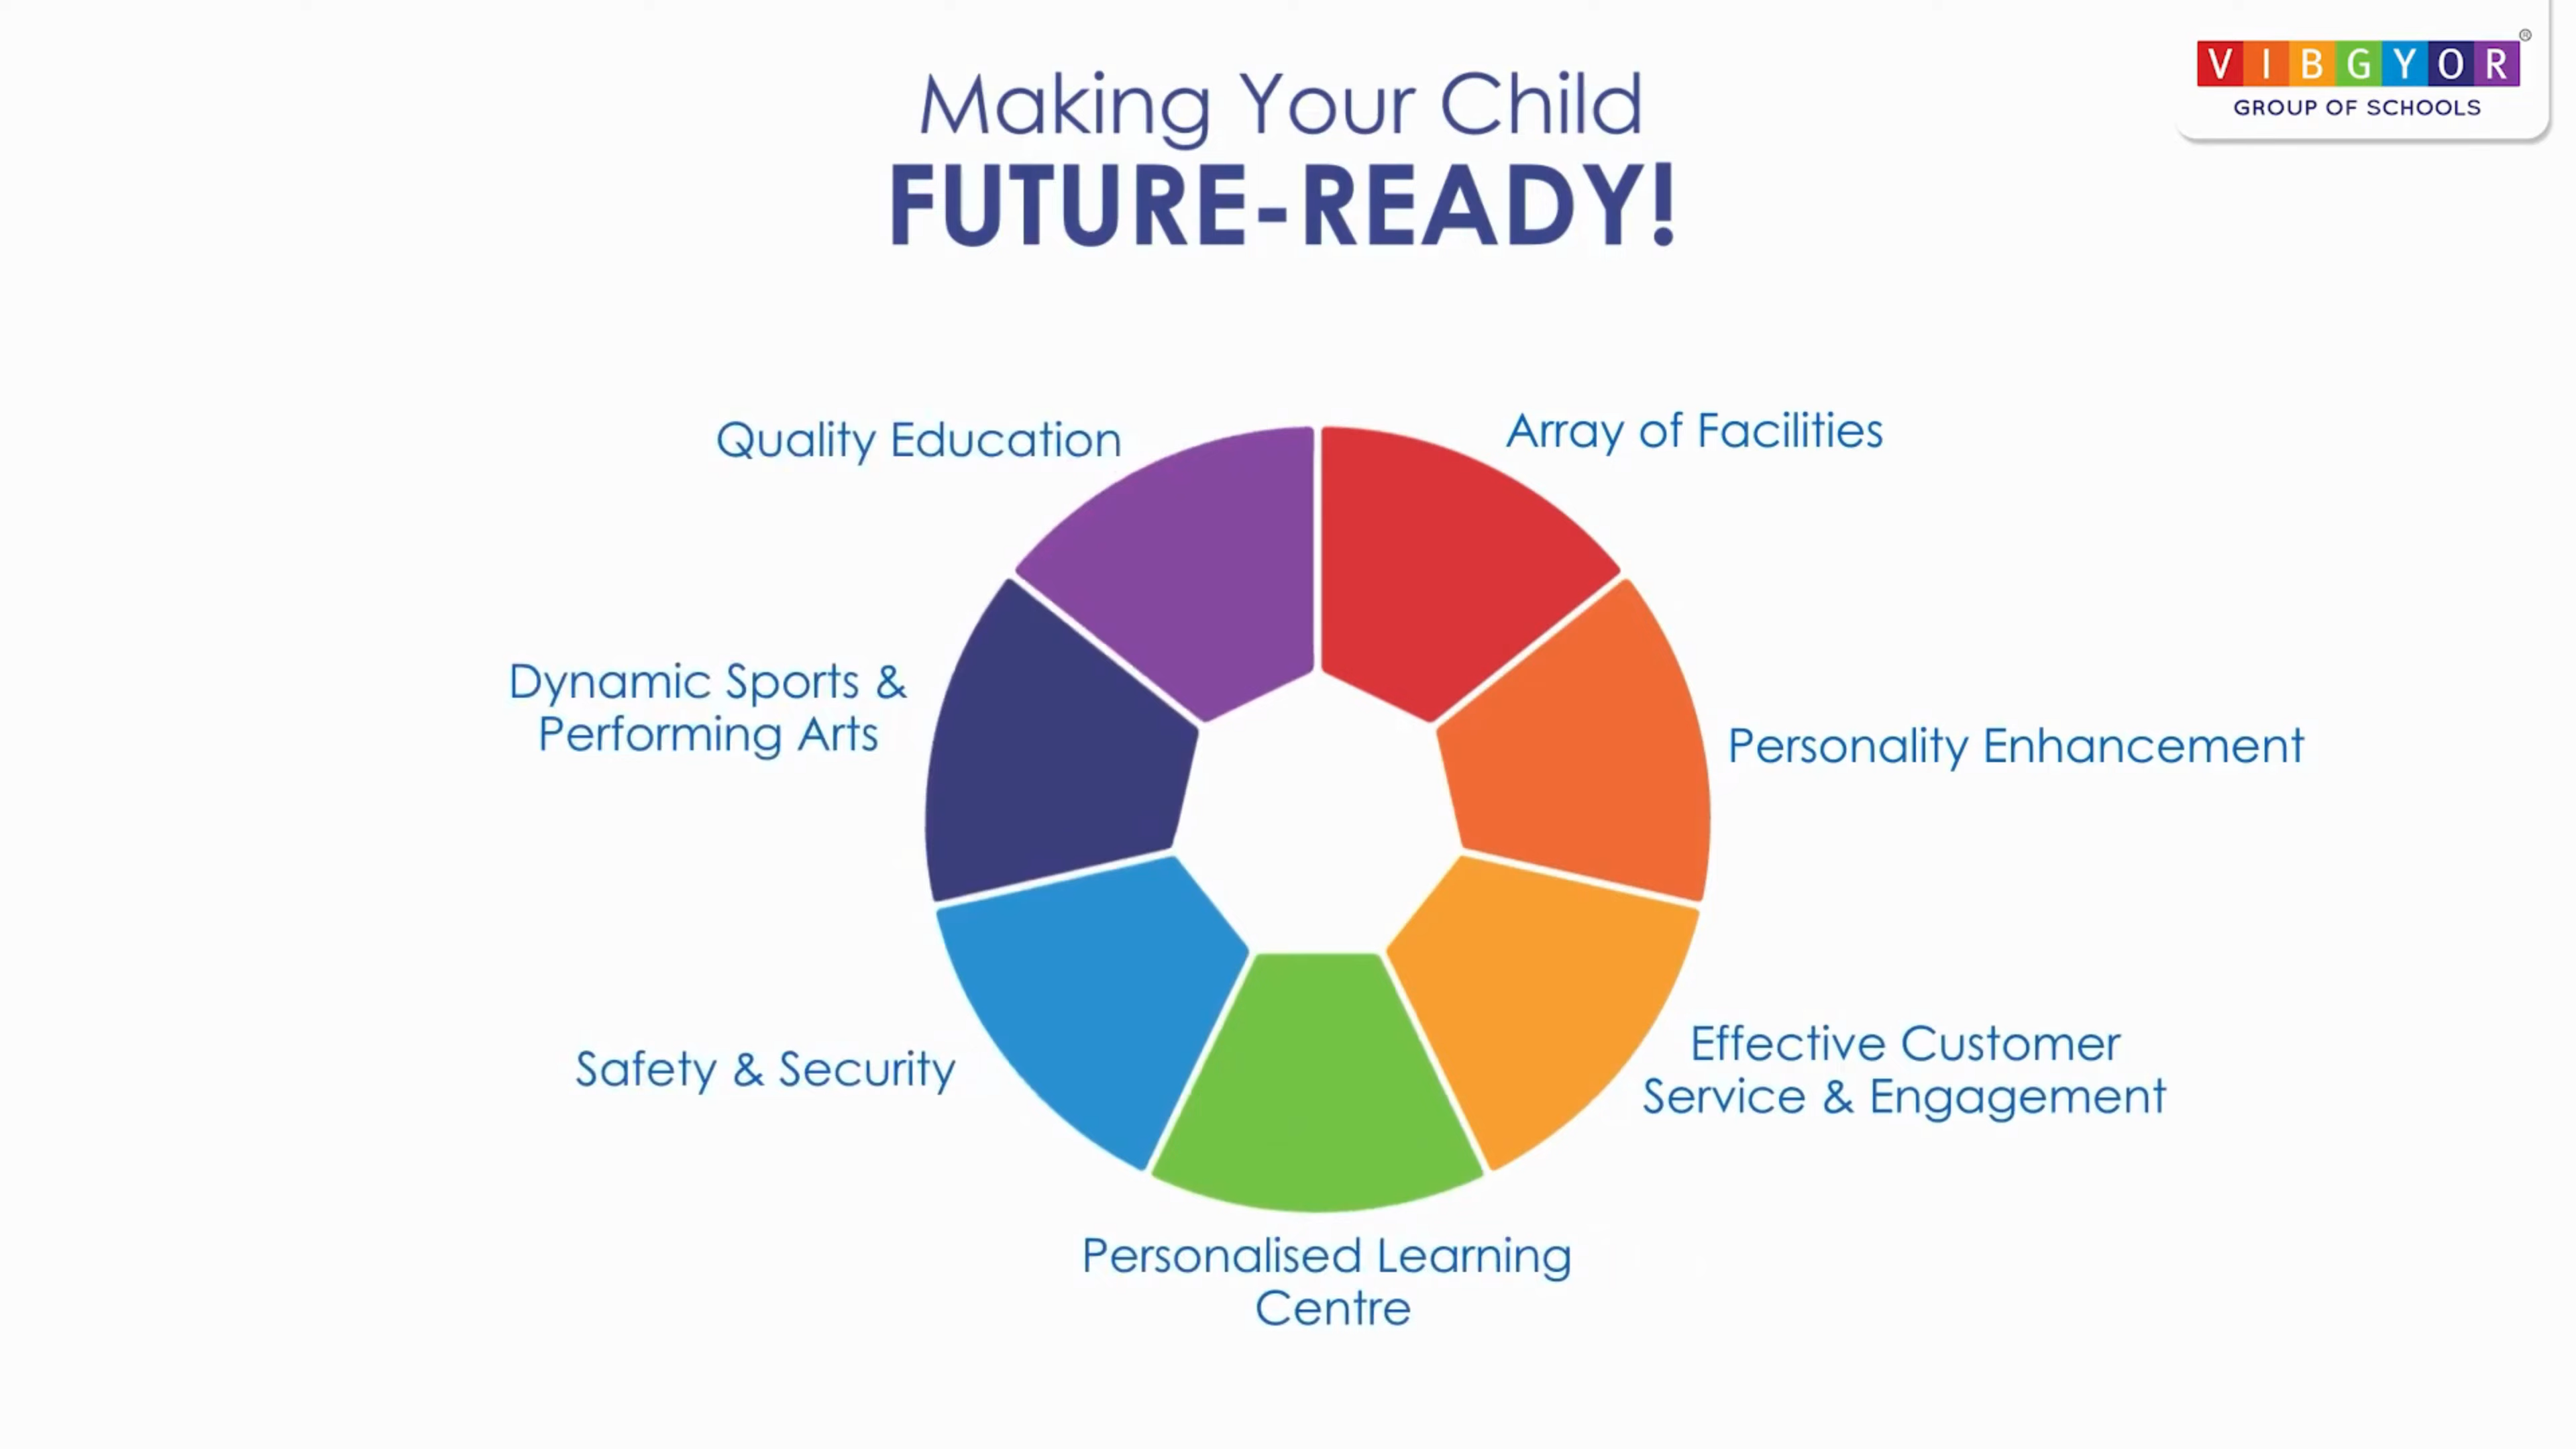 VIBGYOR®
GROUP OF SCHOOLS
Making Your Child
FUTURE-READY!
Quality Education
Array of Facilities
Dynamic Sports &
Performing Arts
Personality Enhancement
Safety & Security
Effective Customer
Service & Engagement
Personalised Learning
Centre